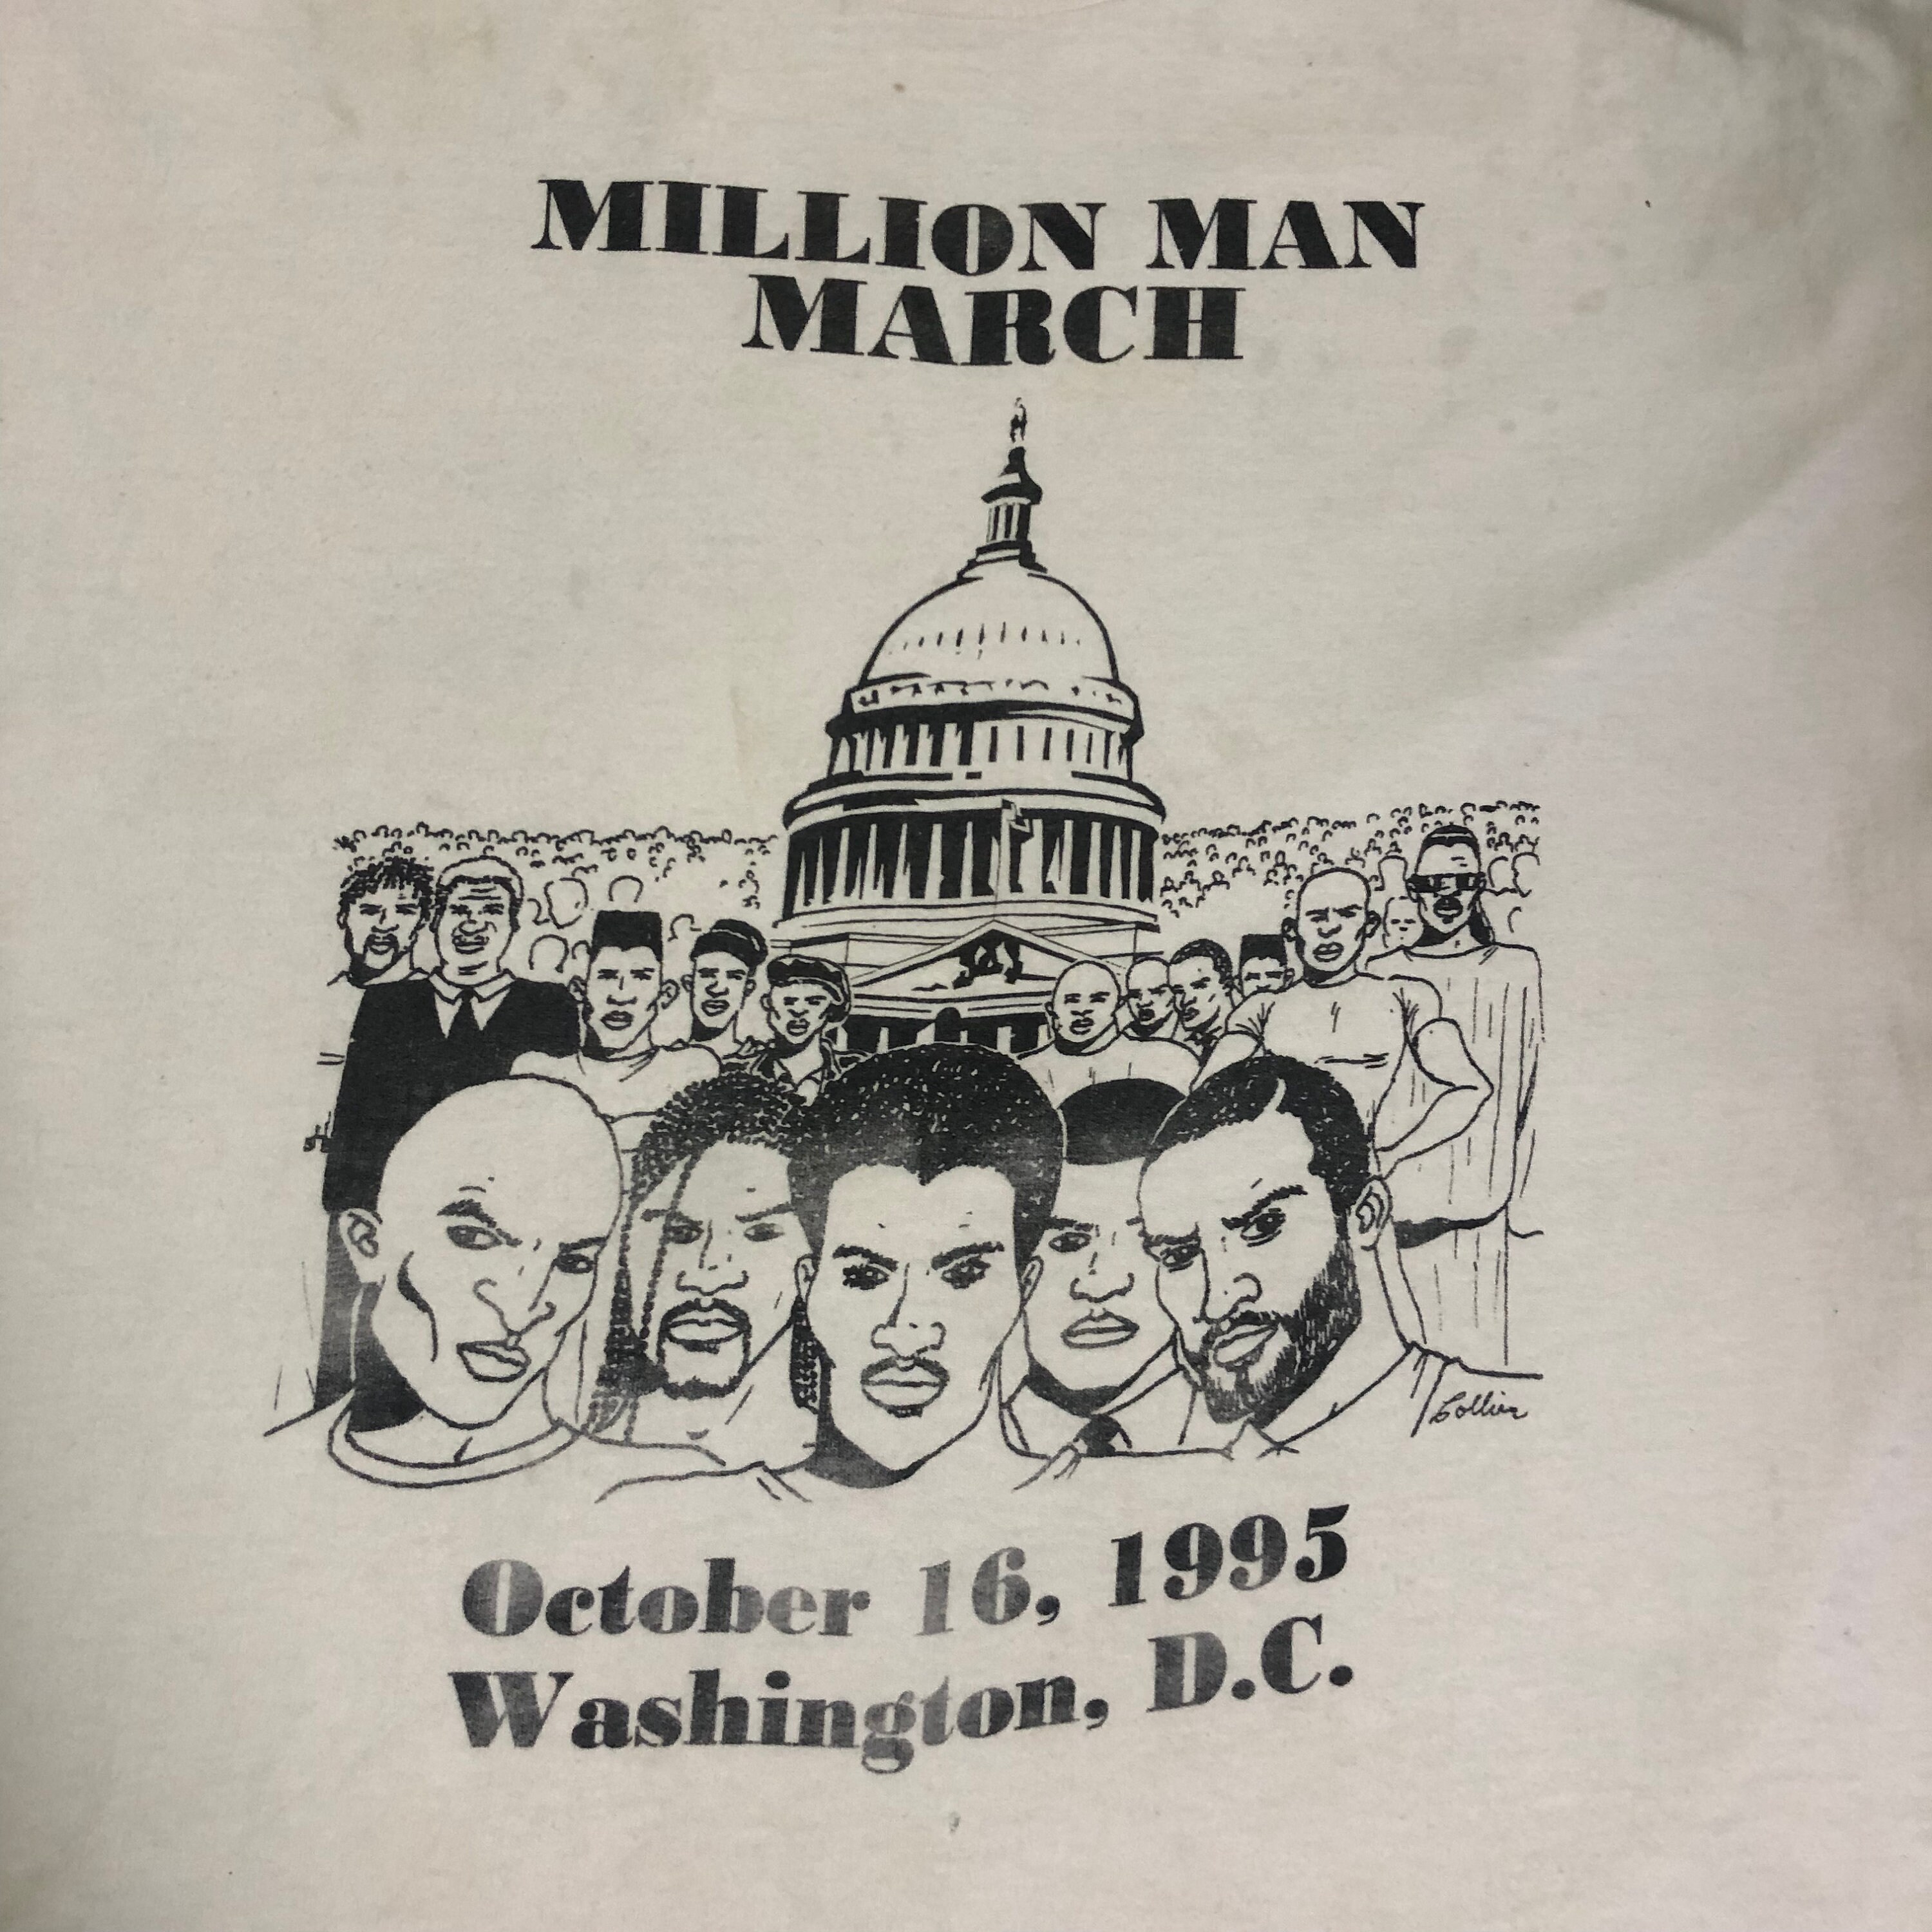 MILLION MAN
MARCH
Collier
October 16, 1995
Washington, D.C.